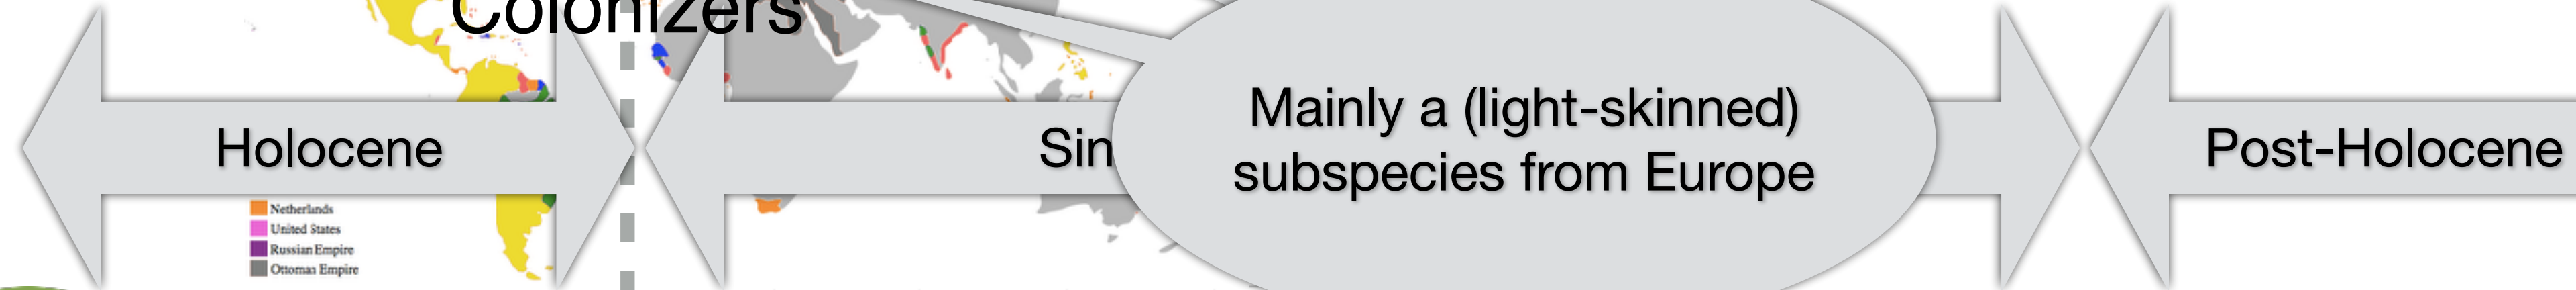 Colonizers
Mainly a (light-skinned)
subspecies from Europe
Holocene
Sin
Post-Holocene
Netherlands
United States
Russian Empire
Ottoman Empire